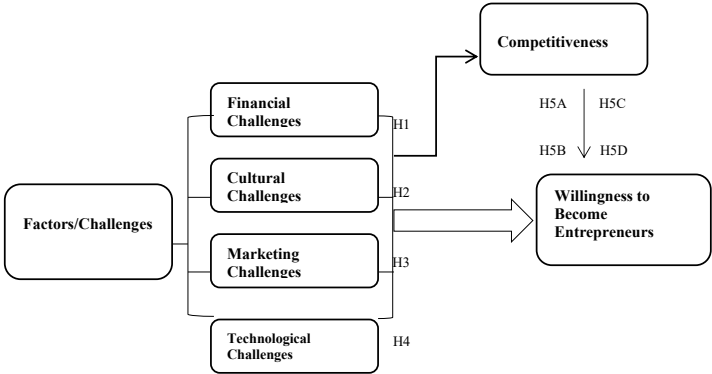 Competitiveness
H5A
H5C
H5B
H5D
Financial
Challenges
H1
Cultural
Challenges
H2
Factors/Challenges
Willingness to
Become
Entrepreneurs
Marketing
Challenges
H3
Technological
Challenges
H4